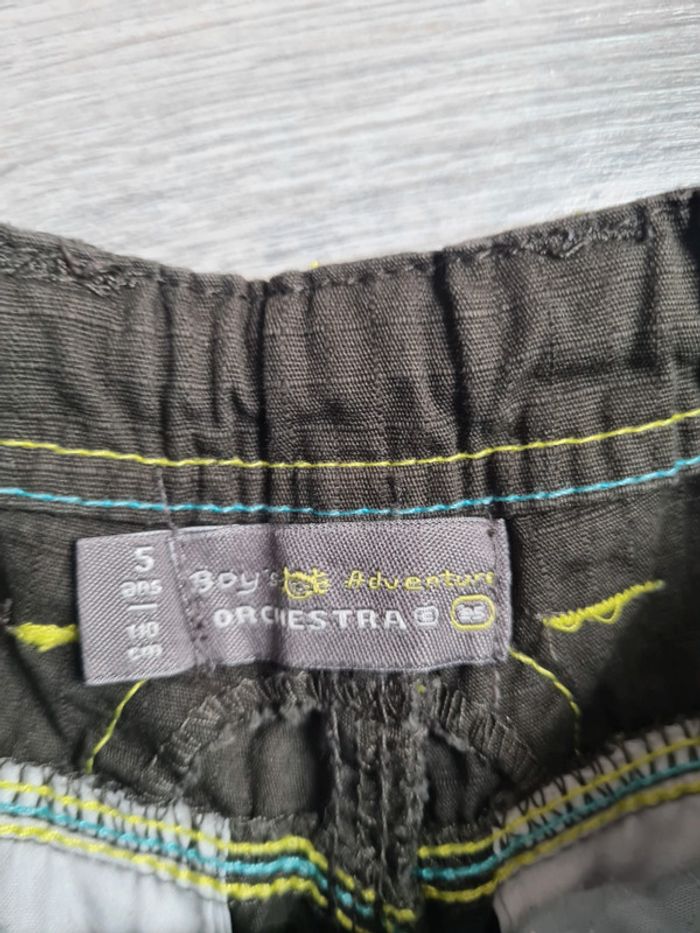 5
ans
110
cm
Boy's Adventure
ORCHESTRA